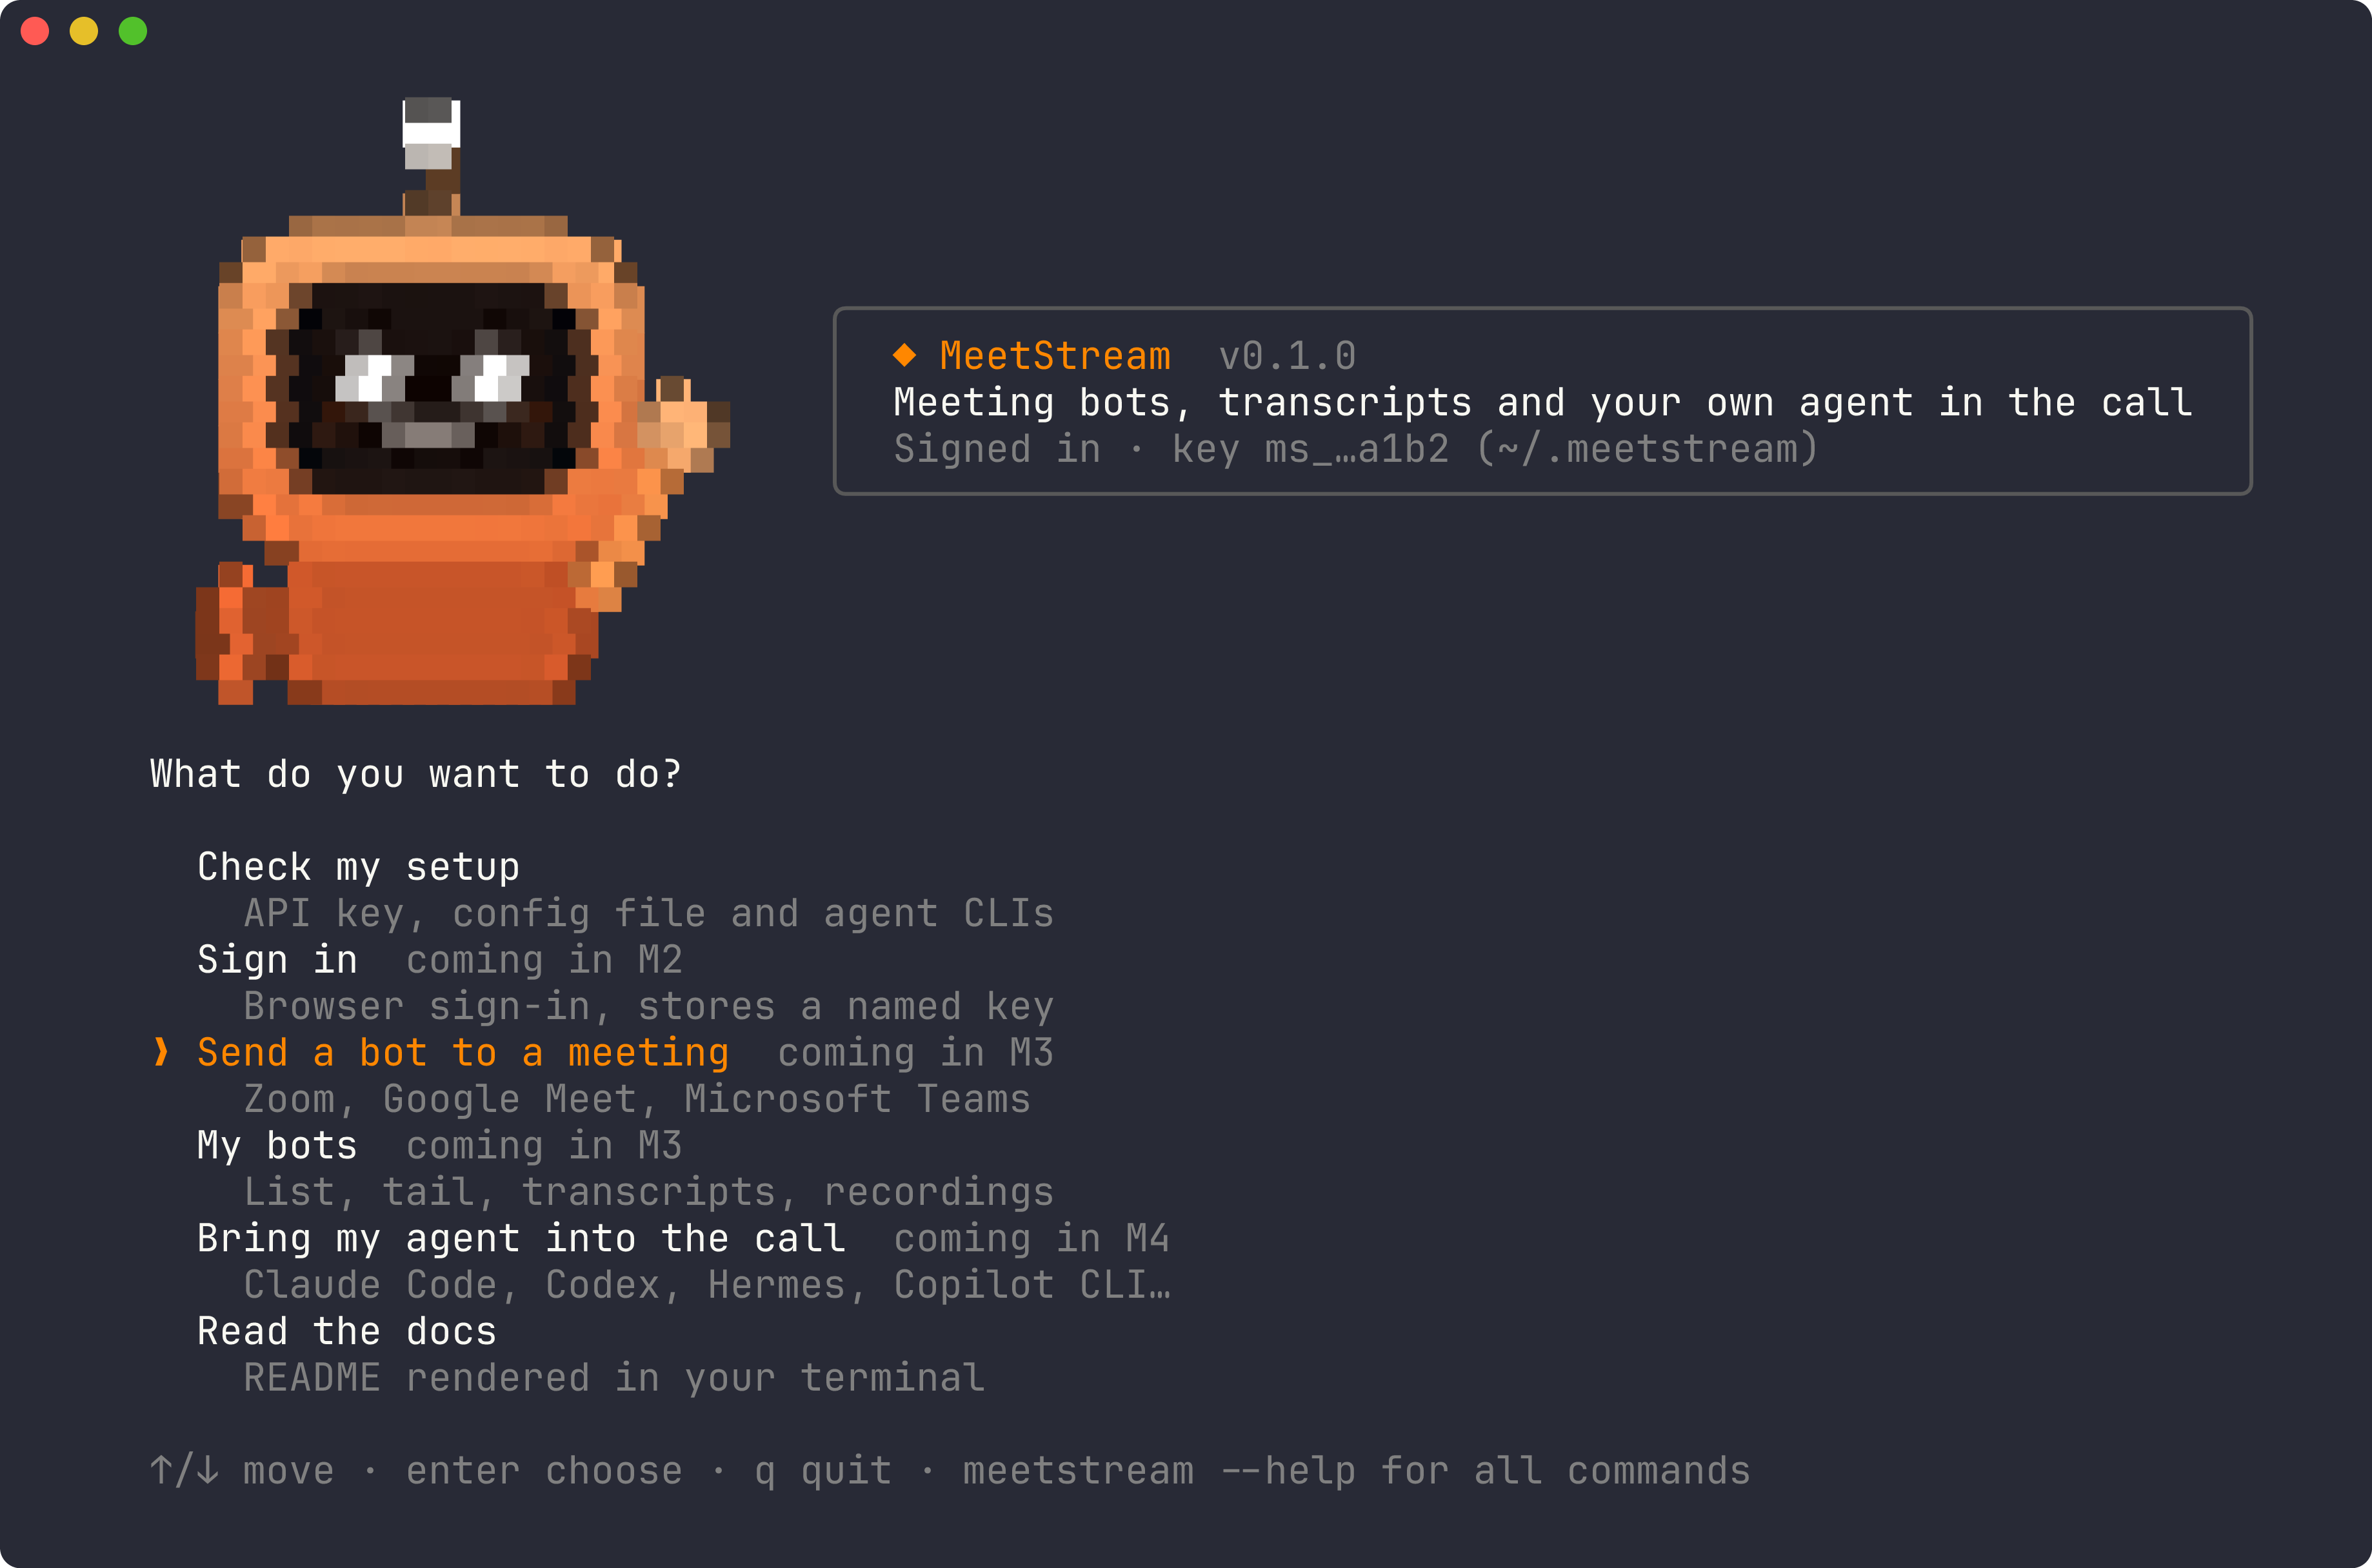 ◆ MeetStream v0.1.0
Meeting bots, transcripts and your own agent in the call
Signed in · key ms_…a1b2 (~/.meetstream)
What do you want to do?
Check my setup
API key, config file and agent CLIs
Sign in coming in M2
Browser sign-in, stores a named key
❯ Send a bot to a meeting coming in M3
Zoom, Google Meet, Microsoft Teams
My bots coming in M3
List, tail, transcripts, recordings
Bring my agent into the call coming in M4
Claude Code, Codex, Hermes, Copilot CLI…
Read the docs
README rendered in your terminal
↑/↓ move · enter choose · q quit · meetstream --help for all commands